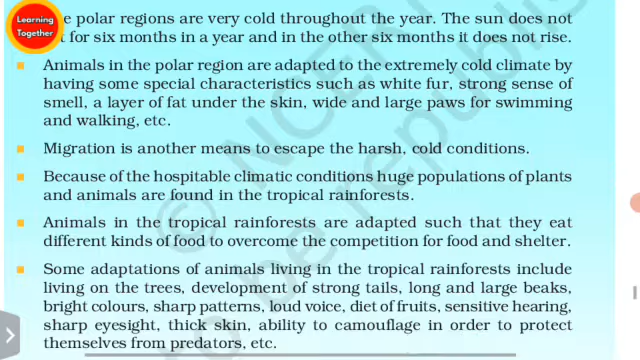 Learning
Together
e polar regions are very cold throughout the year. The sun does not
t for six months in a year and in the other six months it does not rise.
Animals in the polar region are adapted to the extremely cold climate by
having some special characteristics such as white fur, strong sense of
smell, a layer of fat under the skin, wide and large paws for swimming
and walking, etc.
Migration is another means to escape the harsh, cold conditions.
Because of the hospitable climatic conditions huge populations of plants
and animals are found in the tropical rainforests.
Animals in the tropical rainforests are adapted such that they eat
different kinds of food to overcome the competition for food and shelter.
Some adaptations of animals living in the tropical rainforests include
living on the trees, development of strong tails, long and large beaks,
bright colours, sharp patterns, loud voice, diet of fruits, sensitive hearing,
sharp eyesight, thick skin, ability to camouflage in order to protect
themselves from predators, etc.
© NCERT
be republis